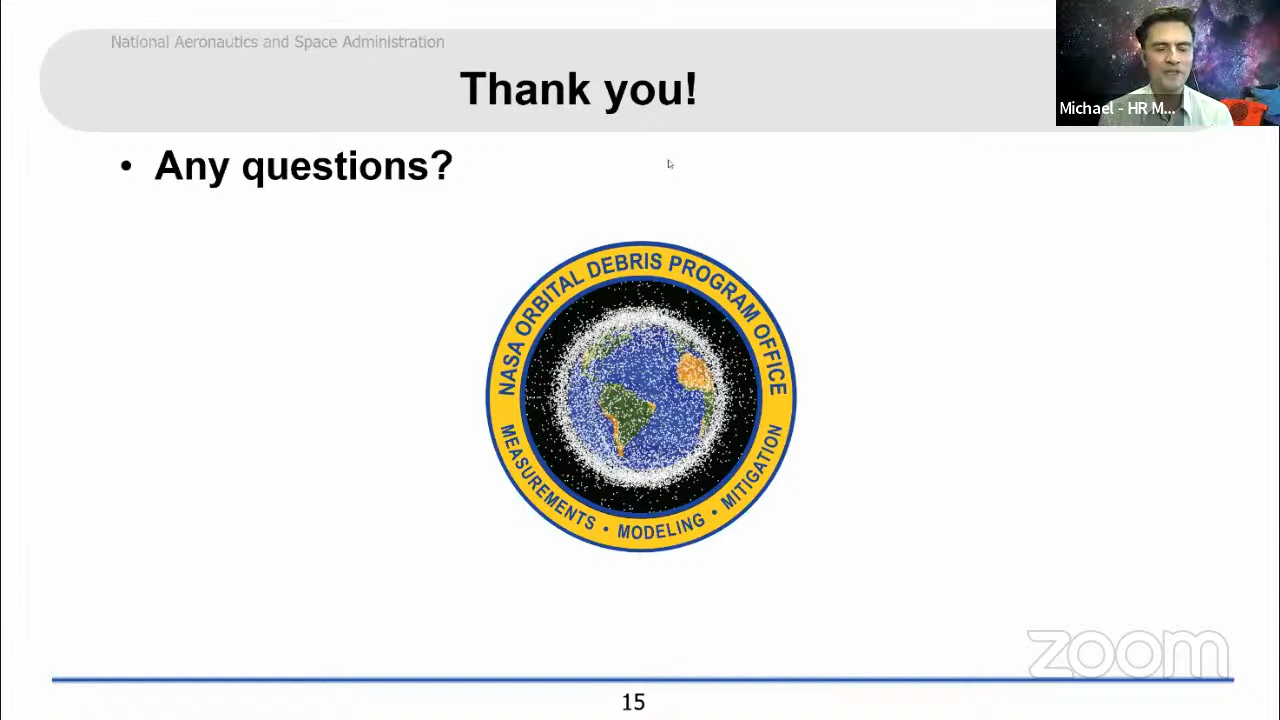 National Aeronautics and Space Administration
Thank you!
Michael - HR M...
• Any questions?
NASA ORBITAL DEBRIS PROGRAM OFFICE
MEASUREMENTS • MODELING • MITIGATION
zoom
15